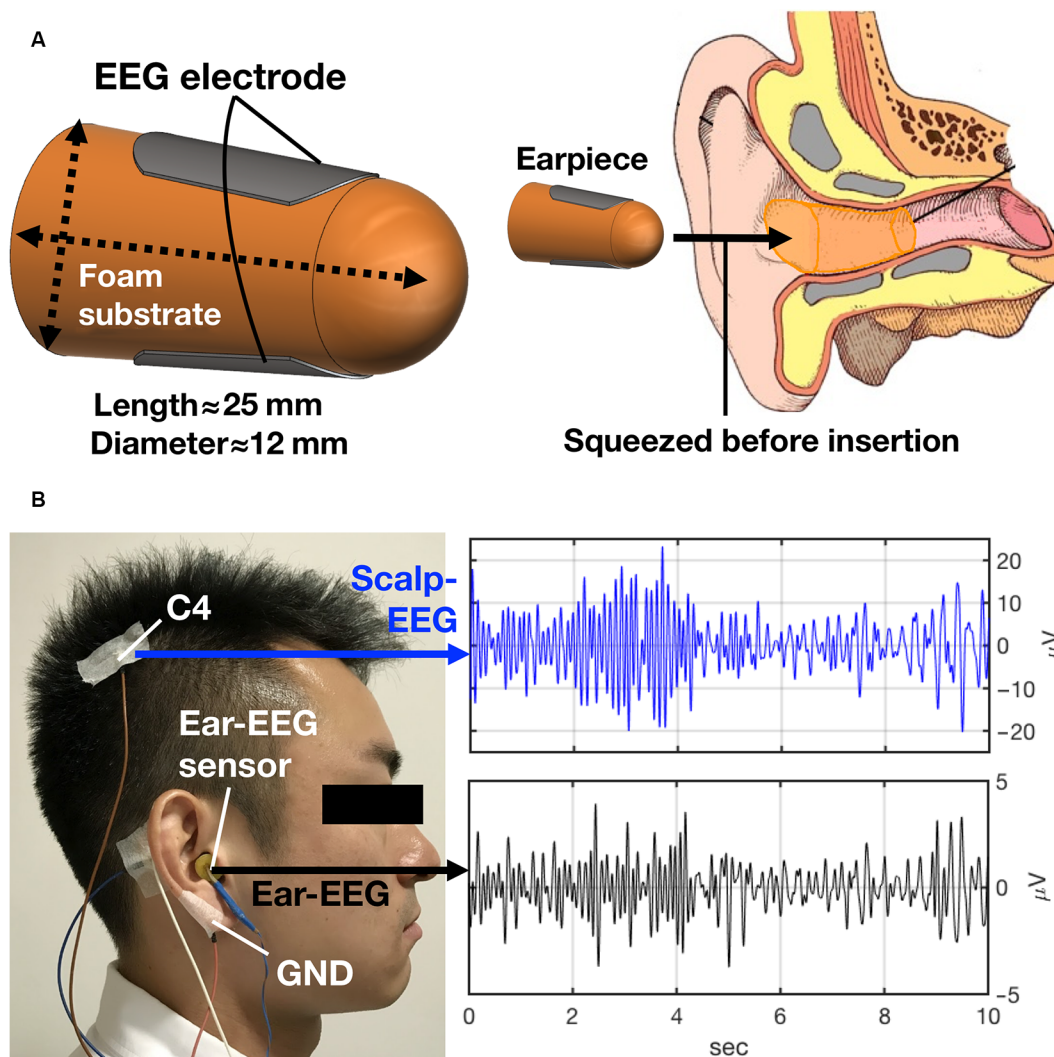 A
EEG electrode
Foam
substrate
Length≈25 mm
Diameter≈12 mm
Earpiece
Squeezed before insertion
B
C4
Scalp-
EEG
Ear-EEG
sensor
Ear-EEG
GND
20
10
0
-10
-20
μV
5
0
-5
μV
0
2
4
6
8
10
sec